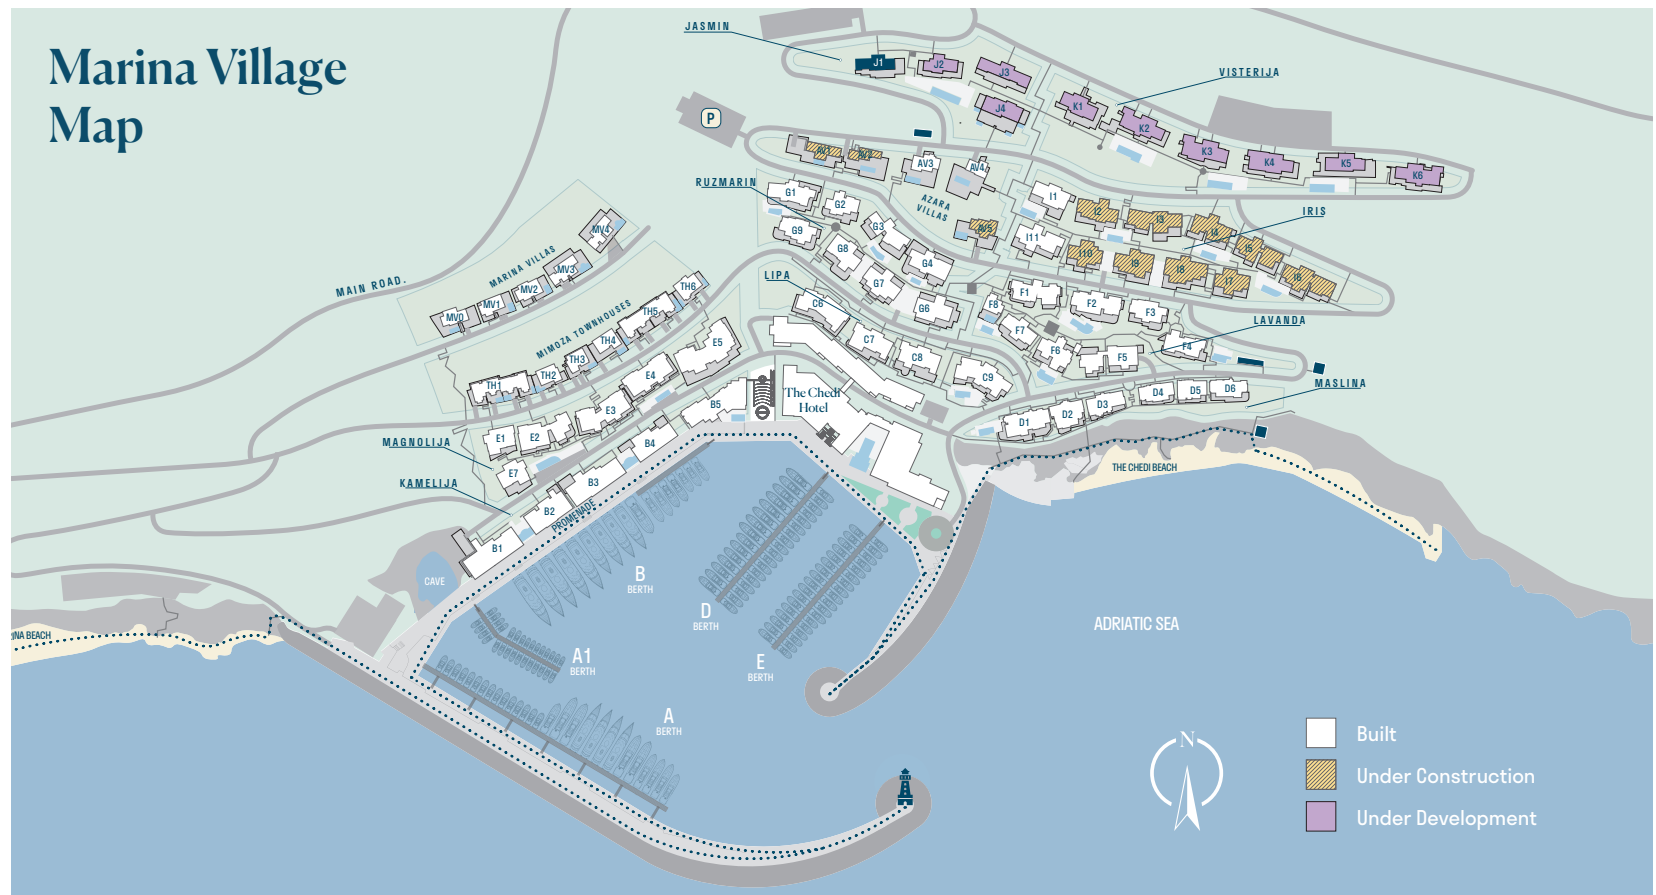 Marina Village
Map
JASMIN
J1
J2
J3
J4
VISTERIJA
K1
K2
K3
K4
K5
K6
P
RUZMARIN
AV3
AV4
AV5
AZARA
VILLAS
G1
G2
G3
G4
G6
G7
G8
G9
I1
I2
I3
I4
I5
I6
I7
I8
I9
I10
I11
IRIS
MAIN ROAD.
MARINA VILLAS
MV0
MV1
MV2
MV3
MV4
MIMOZA TOWNHOUSES
TH1
TH2
TH3
TH4
TH5
TH6
LIPA
C6
C7
C8
C9
F1
F2
F3
F4
F5
F6
F7
F8
LAVANDA
MASLINA
D1
D2
D3
D4
D5
D6
E1
E2
E3
E4
E5
E7
MAGNOLIJA
KAMELIJA
B1
B2
B3
B4
B5
PROMENADE
The Chedi
Hotel
THE CHEDI BEACH
CAVE
NA BEACH
B
BERTH
D
BERTH
E
BERTH
A1
BERTH
A
BERTH
ADRIATIC SEA
N
Built
Under Construction
Under Development